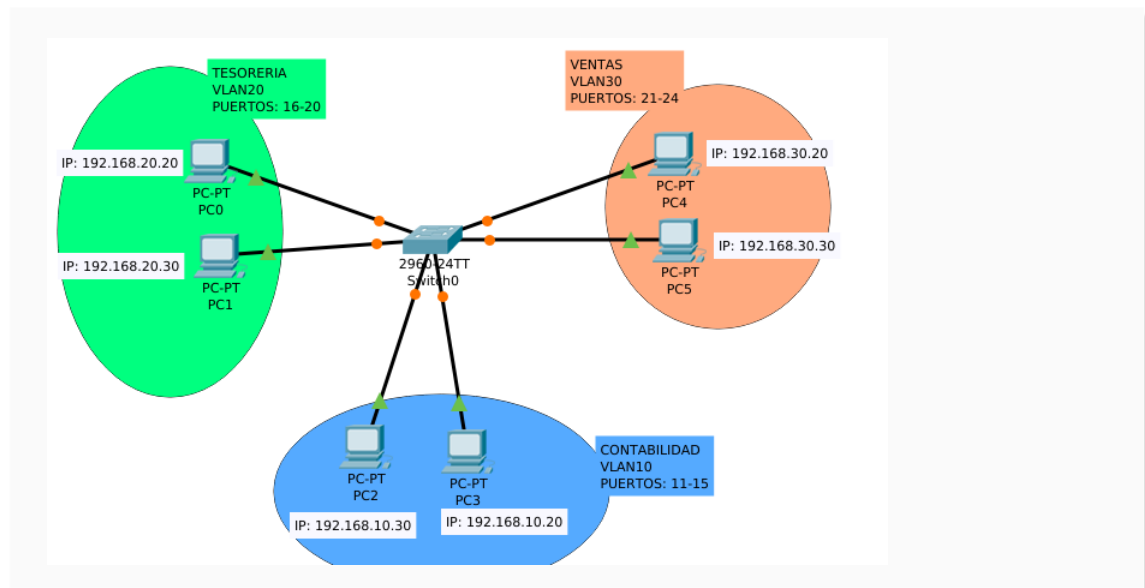 TESORERIA
VLAN20
PUERTOS: 16-20
IP: 192.168.20.20
PC-PT
PC0
IP: 192.168.20.30
PC-PT
PC1
VENTAS
VLAN30
PUERTOS: 21-24
IP: 192.168.30.20
PC-PT
PC4
IP: 192.168.30.30
PC-PT
PC5
2960-24TT
Switch0
CONTABILIDAD
VLAN10
PUERTOS: 11-15
PC-PT
PC2
IP: 192.168.10.30
PC-PT
PC3
IP: 192.168.10.20